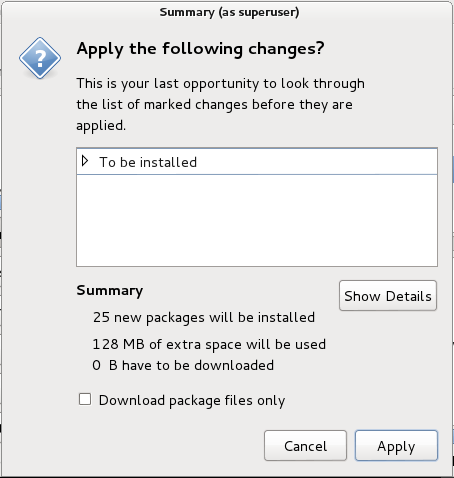 Summary (as superuser)
Apply the following changes?
This is your last opportunity to look through
the list of marked changes before they are
applied.
To be installed
Summary
Show Details
25 new packages will be installed
128 MB of extra space will be used
0 B have to be downloaded
Download package files only
Cancel
Apply